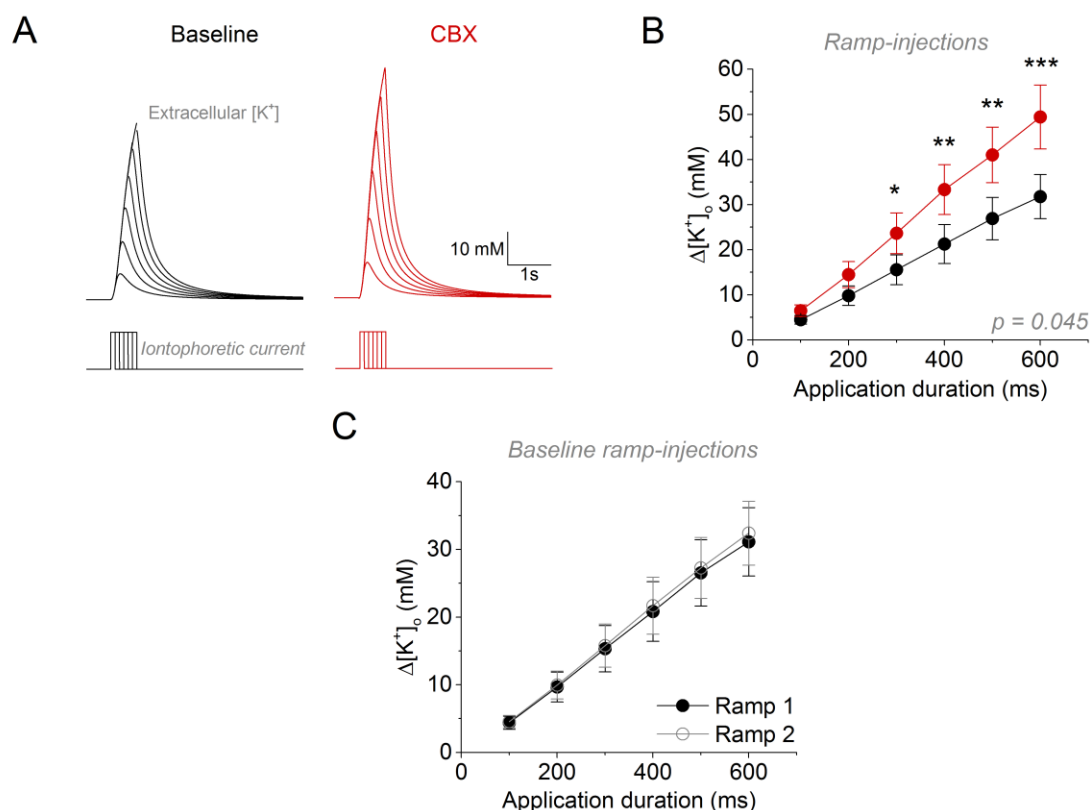 A
Baseline
CBX
Extracellular [K⁺]
10 mM
1s
Iontophoretic current
B
Ramp-injections
60
50
40
30
20
10
0
Δ[K⁺]ₒ (mM)
*
**
**
***
p = 0.045
0 200 400 600
Application duration (ms)
C
Baseline ramp-injections
40
30
20
10
0
Δ[K⁺]ₒ (mM)
Ramp 1
Ramp 2
0 200 400 600
Application duration (ms)